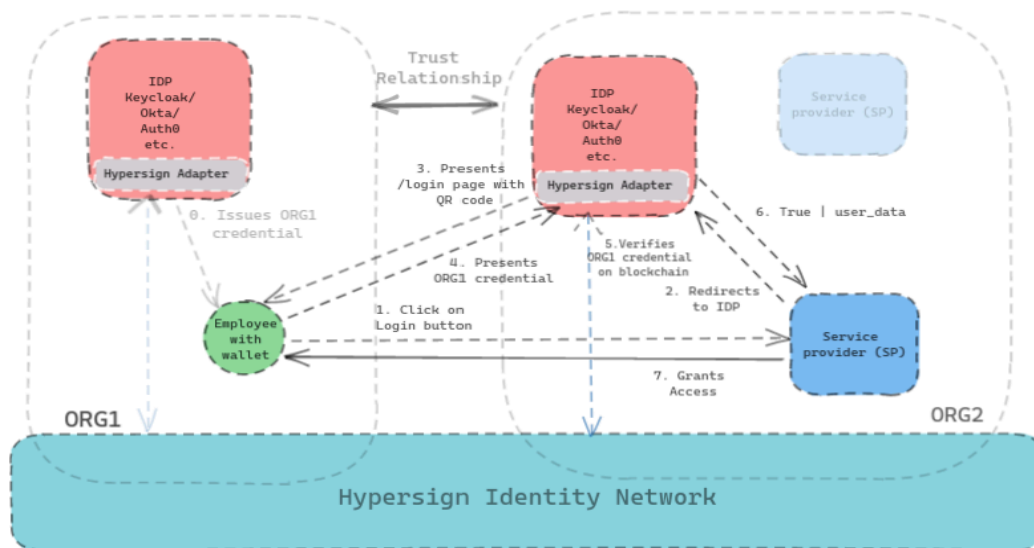 IDP
Keycloak/
Okta/
Auth0
etc.
Hypersign Adapter
0. Issues ORG1
credential
Trust
Relationship
IDP
Keycloak/
Okta/
Auth0
etc.
Hypersign Adapter
Service
provider (SP)
3. Presents
/login page with
QR code
4. Presents
ORG1 credential
5.Verifies
ORG1 credential
on blockchain
6. True | user_data
2. Redirects
to IDP
1. Click on
Login button
Employee
with
wallet
Service
provider (SP)
7. Grants
Access
ORG1
ORG2
Hypersign Identity Network